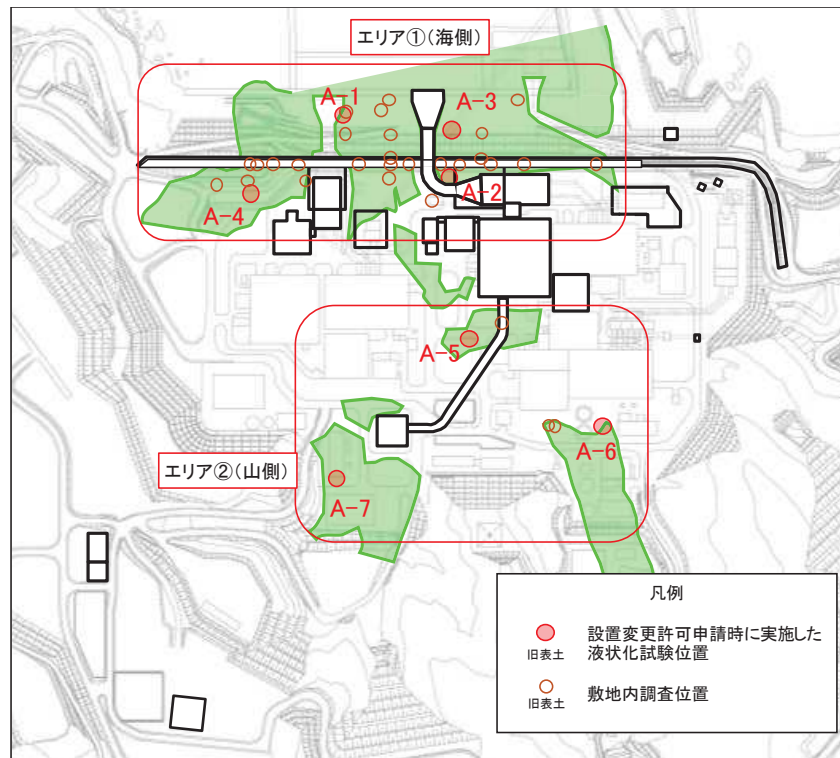 エリア①(海側)
A-1
A-3
A-2
A-4
A-5
A-6
エリア②(山側)
A-7
凡例
設置変更許可申請時に実施した
旧表土 液状化試験位置
敷地内調査位置
旧表土